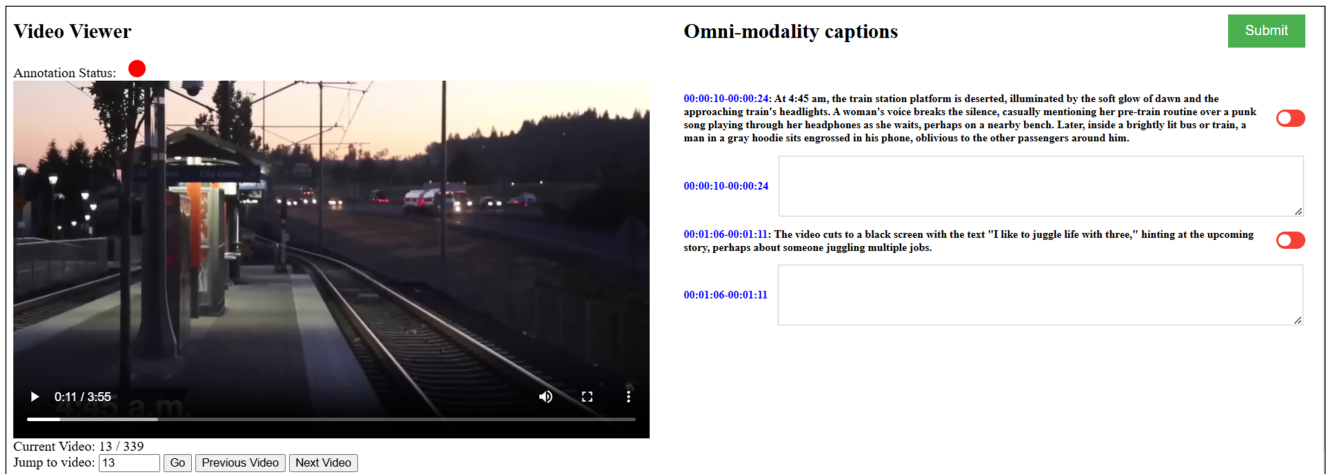 Video Viewer
Annotation Status:
City Center
4:45 a.m.
0:11 / 3:55
Current Video: 13 / 339
Jump to video: 13 Go Previous Video Next Video
Omni-modality captions
Submit
00:00:10-00:00:24: At 4:45 am, the train station platform is deserted, illuminated by the soft glow of dawn and the
approaching train's headlights. A woman's voice breaks the silence, casually mentioning her pre-train routine over a punk
song playing through her headphones as she waits, perhaps on a nearby bench. Later, inside a brightly lit bus or train, a
man in a gray hoodie sits engrossed in his phone, oblivious to the other passengers around him.
00:00:10-00:00:24
00:01:06-00:01:11: The video cuts to a black screen with the text "I like to juggle life with three," hinting at the upcoming
story, perhaps about someone juggling multiple jobs.
00:01:06-00:01:11